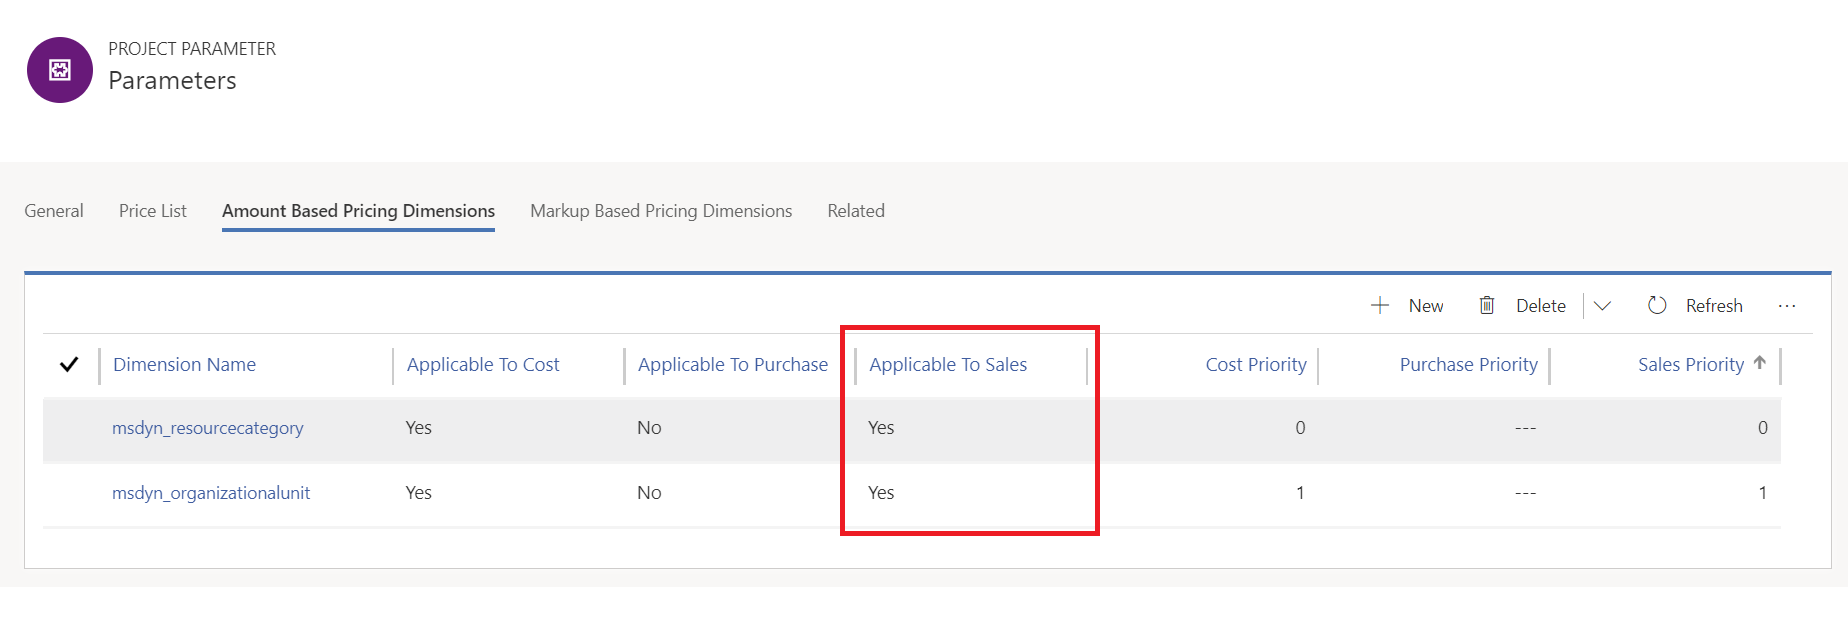 PROJECT PARAMETER
Parameters
General Price List Amount Based Pricing Dimensions Markup Based Pricing Dimensions Related
New Delete Refresh ...
Dimension Name Applicable To Cost Applicable To Purchase Applicable To Sales Cost Priority Purchase Priority Sales Priority
msdyn_resourcecategory Yes No Yes 0 --- 0
msdyn_organizationalunit Yes No Yes 1 --- 1